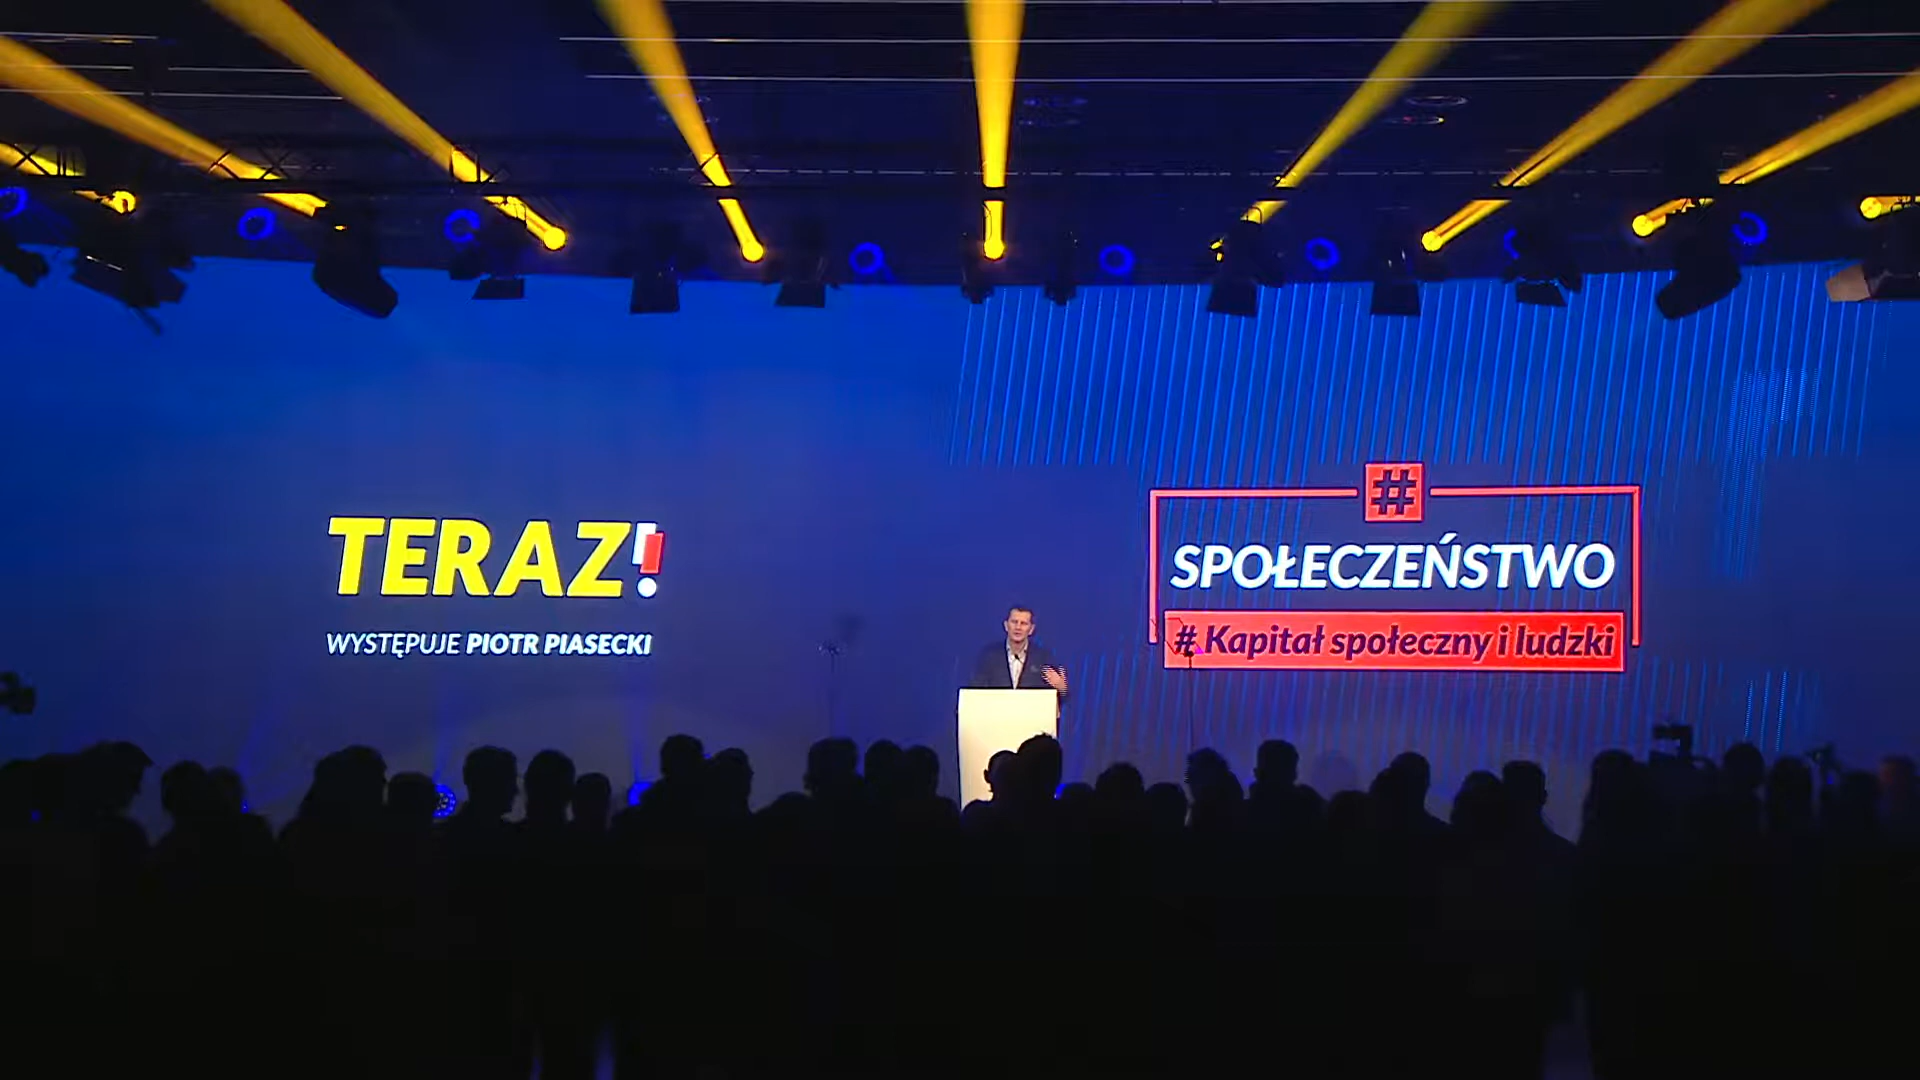 TERAZ!
WYSTĘPUJE PIOTR PIASECKI
#
SPOŁECZEŃSTWO
# Kapitał społeczny i ludzki